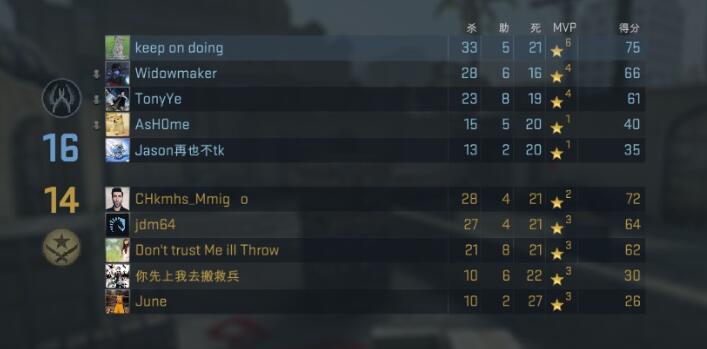 杀 助 死 MVP 得分
keep on doing 33 5 21 6 75
Widowmaker 28 6 16 4 66
TonyYe 23 8 19 4 61
AsH0me 15 5 20 1 40
16
Jason再也不tk 13 2 20 1 35
14
CHkmhs_Mmig o 28 4 21 2 72
jdm64 27 4 21 3 64
Don't trust Me ill Throw 21 8 21 3 62
你先上我去搬救兵 10 6 22 3 30
June 10 2 27 3 26